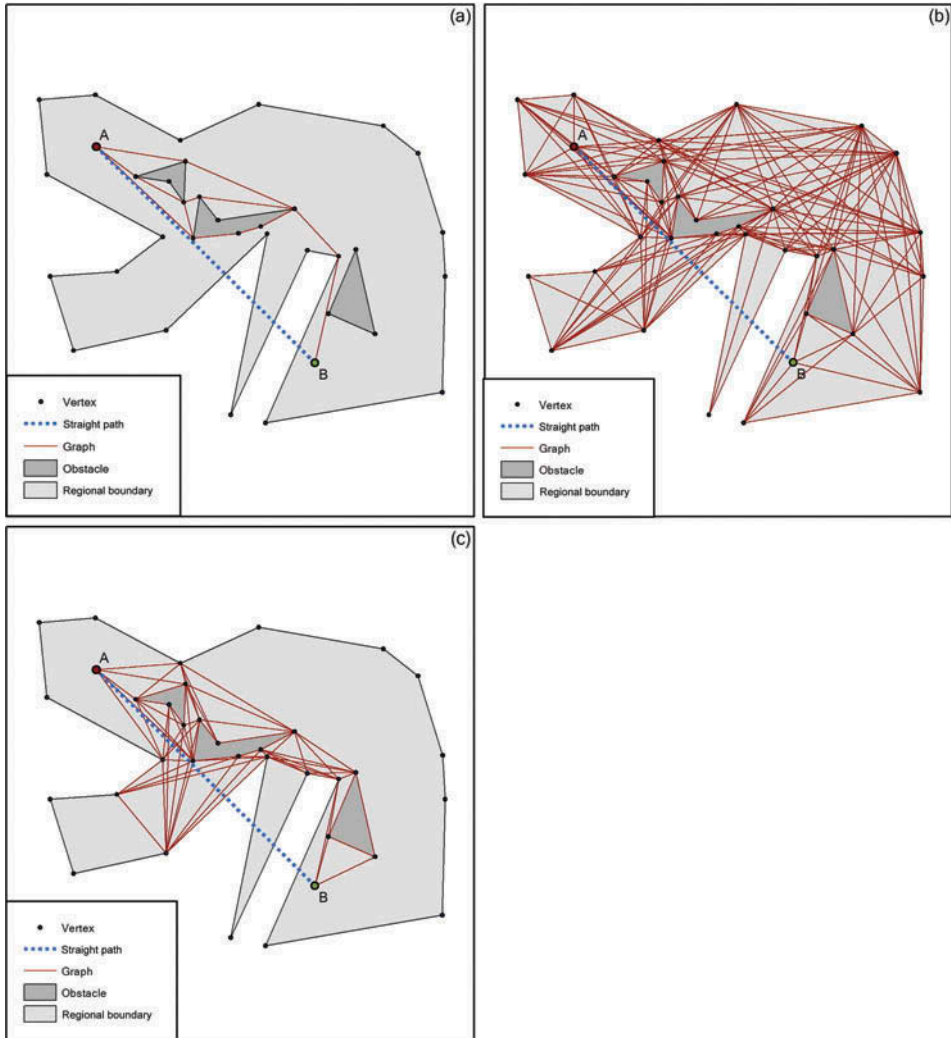 (a)
A
B
Vertex
Straight path
Graph
Obstacle
Regional boundary
(b)
A
B
Vertex
Straight path
Graph
Obstacle
Regional boundary
(c)
A
B
Vertex
Straight path
Graph
Obstacle
Regional boundary